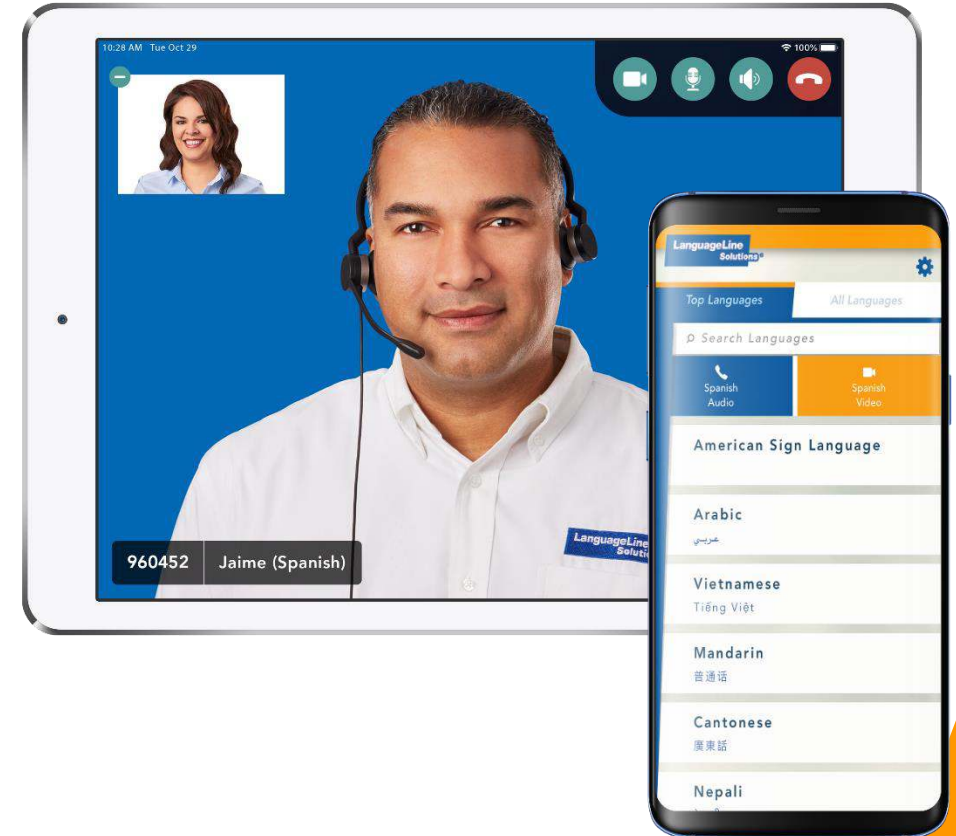 10:28 AM Tue Oct 29
100%
960452 Jaime (Spanish)
LanguageLine
LanguageLine
Solutions®
Top Languages All Languages
Search Languages
Spanish
Audio
Spanish
Video
American Sign Language
Arabic
عربي
Vietnamese
Tiếng Việt
Mandarin
普通话
Cantonese
廣東話
Nepali